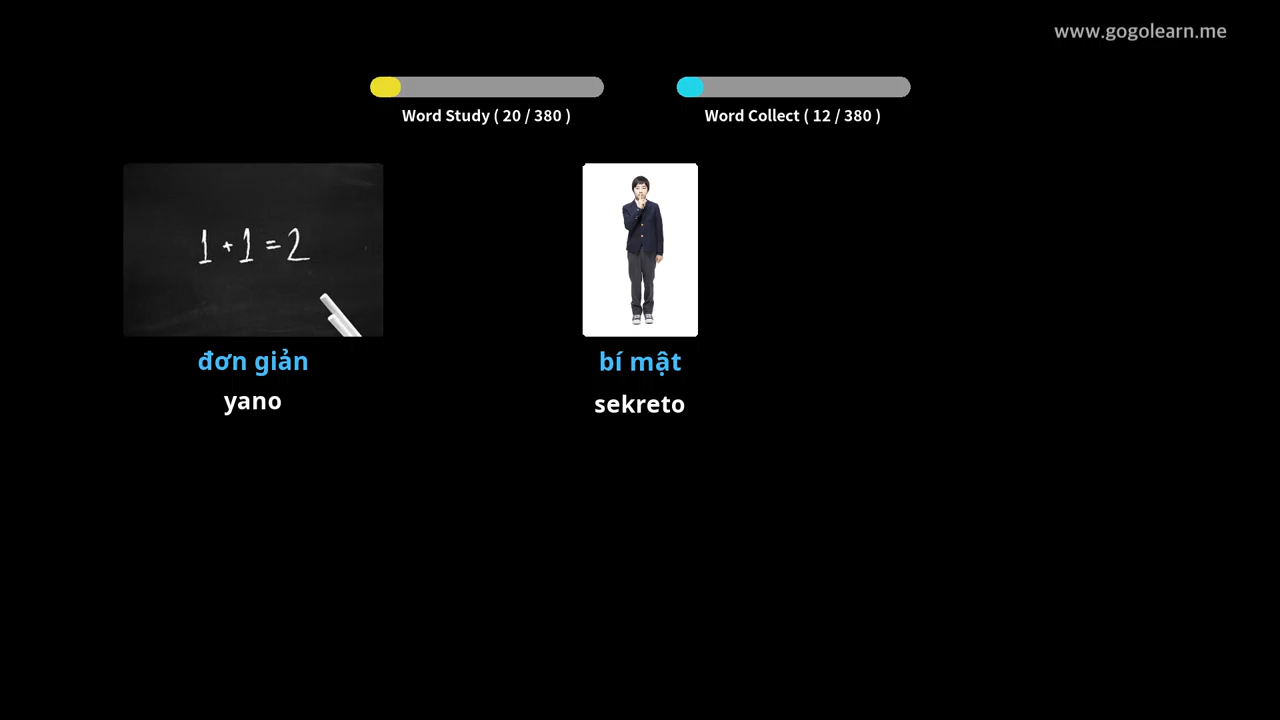 www.gogolearn.me
Word Study ( 20 / 380 )
Word Collect ( 12 / 380 )
1 + 1 = 2
đơn giản
yano
bí mật
sekreto